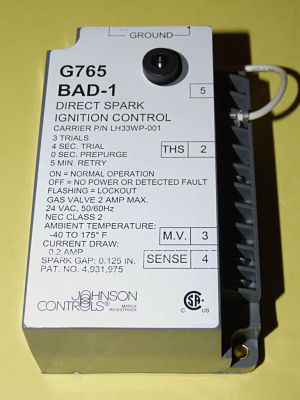 GROUND
G765
BAD-1
5
DIRECT SPARK
IGNITION CONTROL
CARRIER P/N LH33WP-001
3 TRIALS
4 SEC. TRIAL
THS 2
0 SEC. PREPURGE
5 MIN. RETRY
ON = NORMAL OPERATION
OFF = NO POWER OR DETECTED FAULT
FLASHING = LOCKOUT
GAS VALVE 2 AMP MAX.
24 VAC, 50/60Hz
NEC CLASS 2
AMBIENT TEMPERATURE:
-40 TO 175° F
M.V. 3
CURRENT DRAW:
0.2 AMP
SPARK GAP: 0.125 IN.
SENSE 4
PAT. NO. 4,931,975
JOHNSON
CONTROLS®
MARCA
REGISTRADA
C US